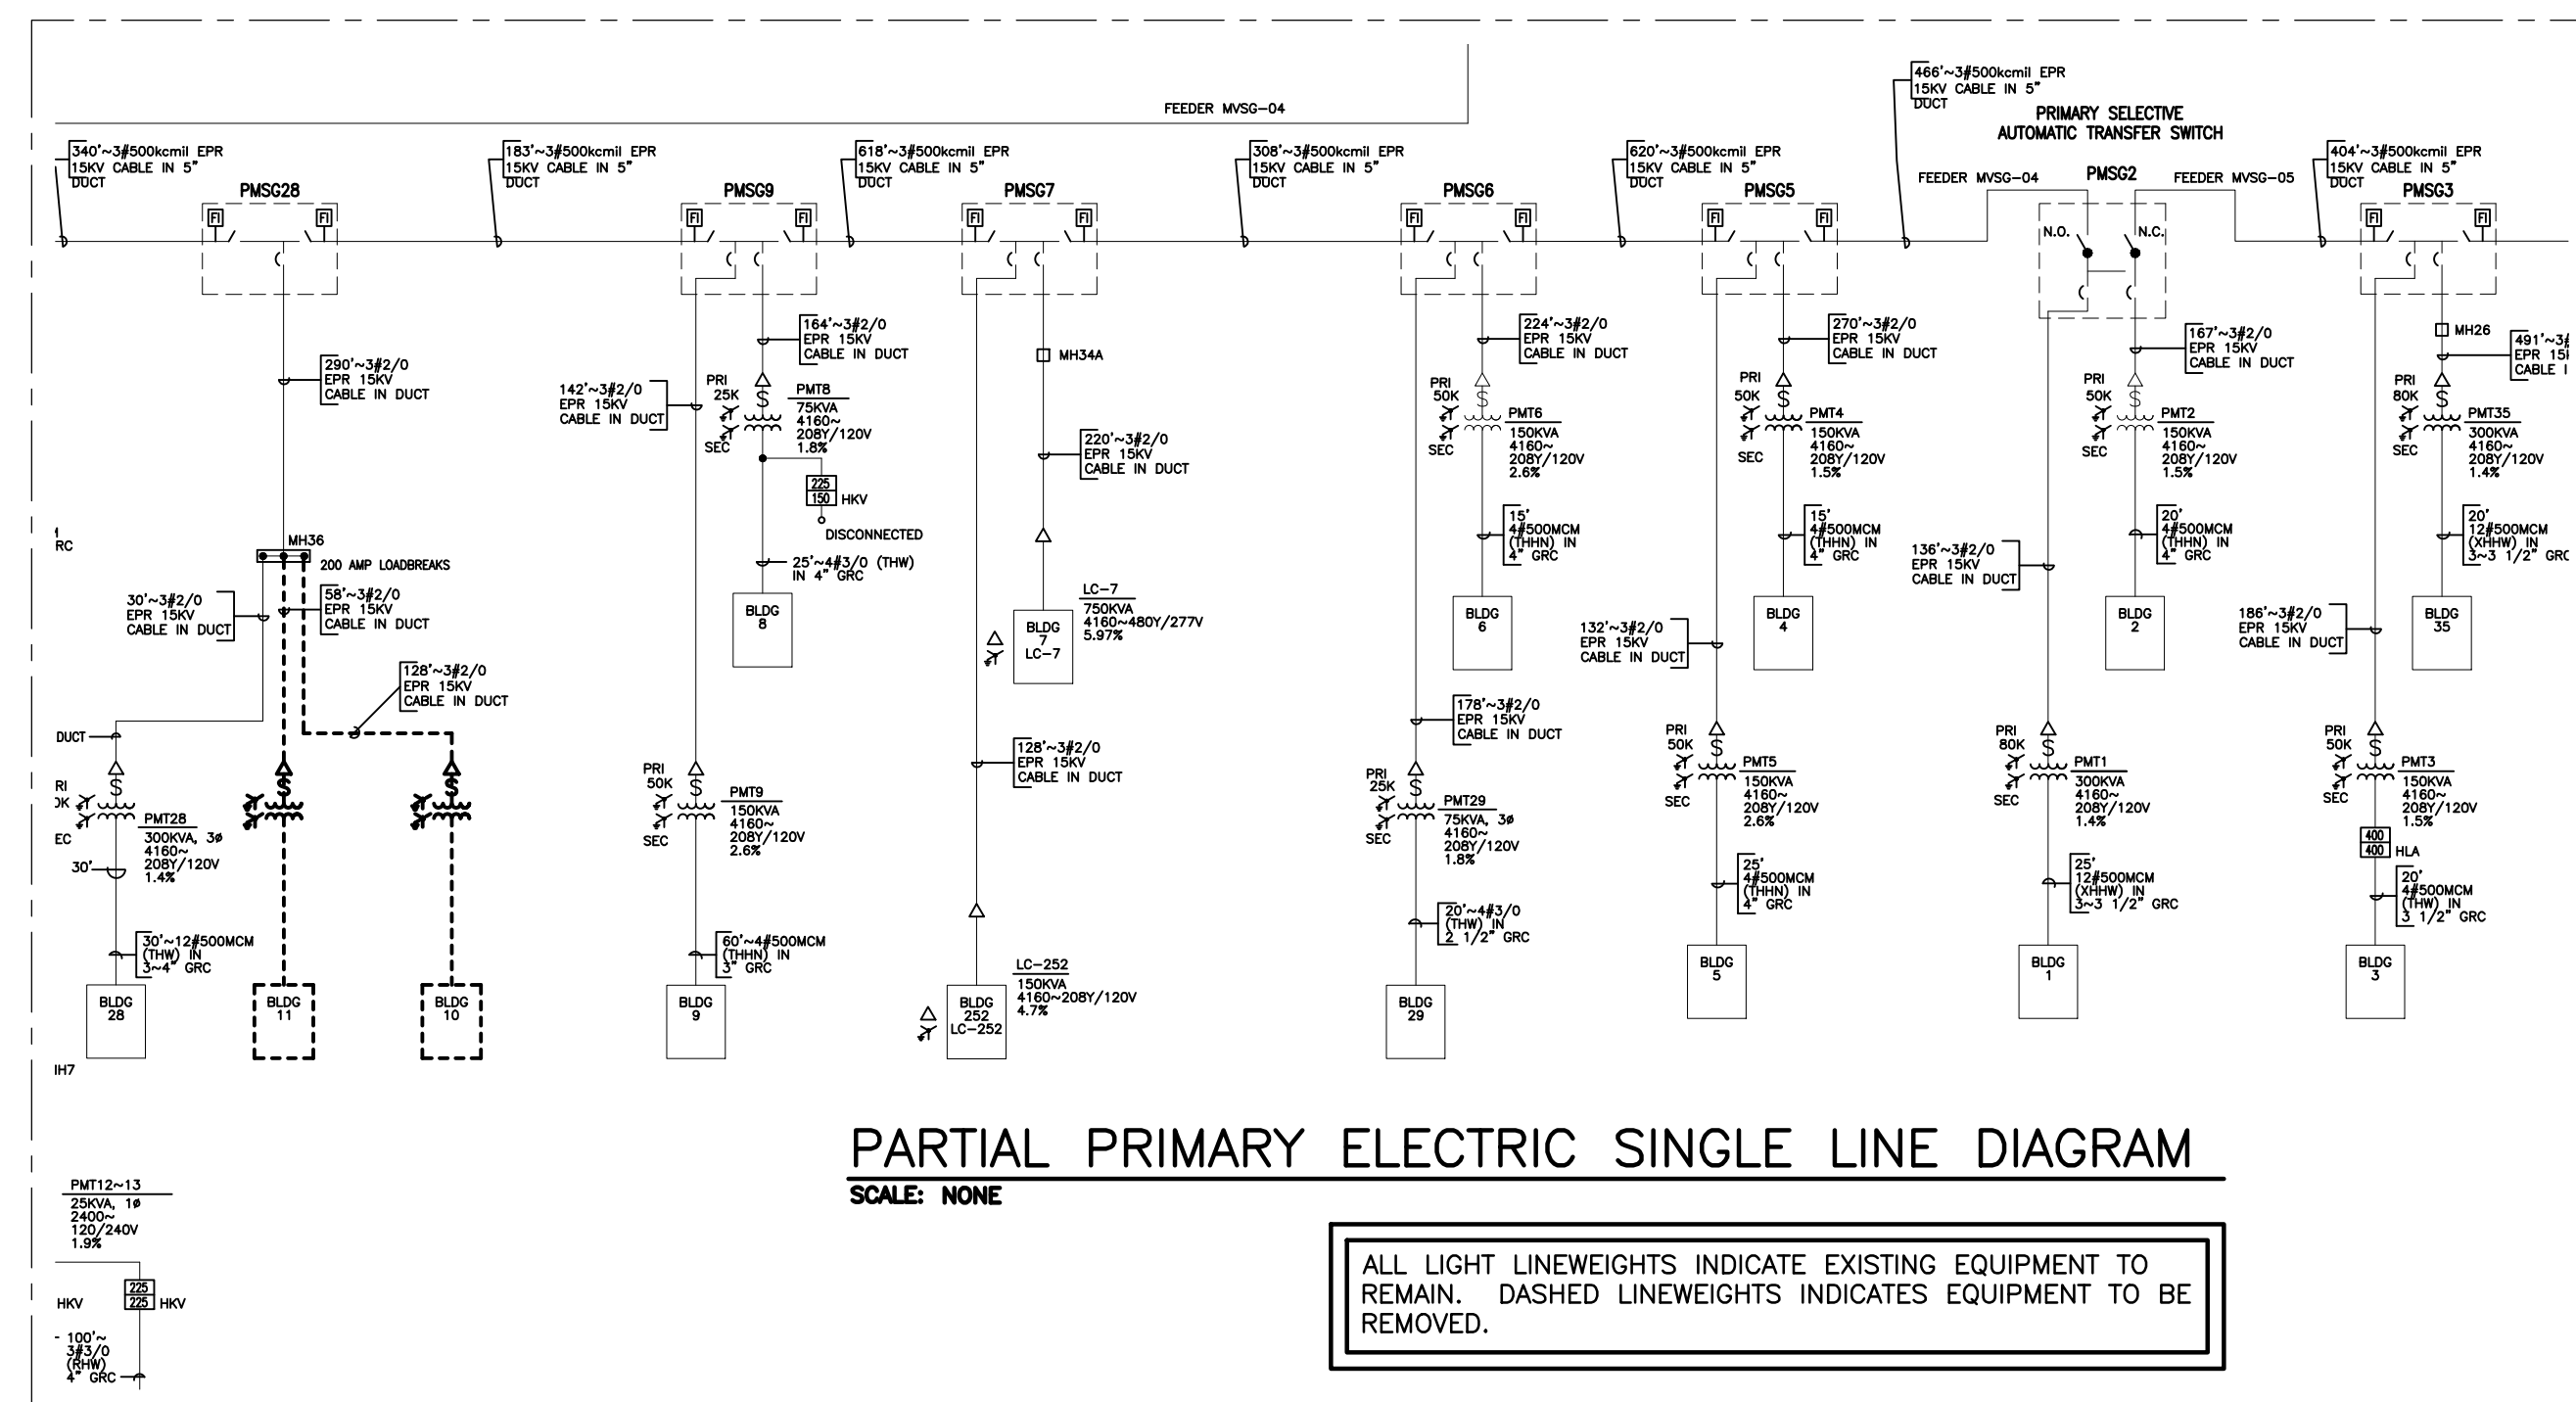 FEEDER MVSG-04
466'~3#500kcmil EPR
15KV CABLE IN 5"
DUCT
PRIMARY SELECTIVE
AUTOMATIC TRANSFER SWITCH
340'~3#500kcmil EPR
15KV CABLE IN 5"
DUCT
PMSG28
FI
FI
183'~3#500kcmil EPR
15KV CABLE IN 5"
DUCT
PMSG9
FI
FI
618'~3#500kcmil EPR
15KV CABLE IN 5"
DUCT
PMSG7
FI
FI
308'~3#500kcmil EPR
15KV CABLE IN 5"
DUCT
PMSG6
FI
FI
620'~3#500kcmil EPR
15KV CABLE IN 5"
DUCT
PMSG5
FI
FI
FEEDER MVSG-04
PMSG2
FEEDER MVSG-05
N.O.
N.C.
404'~3#500kcmil EPR
15KV CABLE IN 5"
DUCT
PMSG3
FI
FI
290'~3#2/0
EPR 15KV
CABLE IN DUCT
MH36
200 AMP LOADBREAKS
RC
30'~3#2/0
EPR 15KV
CABLE IN DUCT
58'~3#2/0
EPR 15KV
CABLE IN DUCT
128'~3#2/0
EPR 15KV
CABLE IN DUCT
DUCT
RI
EC
PMT28
300KVA, 3ø
4160~
208Y/120V
1.4%
30'
30'~12#500MCM
(THW) IN
3~4" GRC
BLDG
28
BLDG
11
BLDG
10
142'~3#2/0
EPR 15KV
CABLE IN DUCT
164'~3#2/0
EPR 15KV
CABLE IN DUCT
PRI
25K
SEC
PMT8
75KVA
4160~
208Y/120V
1.8%
225
150
HKV
DISCONNECTED
25'~4#3/0 (THW)
IN 4" GRC
BLDG
8
PRI
50K
SEC
PMT9
150KVA
4160~
208Y/120V
2.6%
60'~4#500MCM
(THHN) IN
3" GRC
BLDG
9
MH34A
220'~3#2/0
EPR 15KV
CABLE IN DUCT
LC-7
750KVA
4160~480Y/277V
5.97%
BLDG
7
LC-7
128'~3#2/0
EPR 15KV
CABLE IN DUCT
LC-252
150KVA
4160~208Y/120V
4.7%
BLDG
252
LC-252
224'~3#2/0
EPR 15KV
CABLE IN DUCT
PRI
50K
SEC
PMT6
150KVA
4160~
208Y/120V
2.6%
15'
4#500MCM
(THHN) IN
4" GRC
BLDG
6
178'~3#2/0
EPR 15KV
CABLE IN DUCT
PRI
25K
SEC
PMT29
75KVA, 3ø
4160~
208Y/120V
1.8%
20'~4#3/0
(THW) IN
2 1/2" GRC
BLDG
29
270'~3#2/0
EPR 15KV
CABLE IN DUCT
PRI
50K
SEC
PMT4
150KVA
4160~
208Y/120V
1.5%
15'
4#500MCM
(THHN) IN
4" GRC
BLDG
4
132'~3#2/0
EPR 15KV
CABLE IN DUCT
PRI
50K
SEC
PMT5
150KVA
4160~
208Y/120V
2.6%
25'
4#500MCM
(THHN) IN
4" GRC
BLDG
5
167'~3#2/0
EPR 15KV
CABLE IN DUCT
PRI
50K
SEC
PMT2
150KVA
4160~
208Y/120V
1.5%
20'
4#500MCM
(THHN) IN
4" GRC
BLDG
2
136'~3#2/0
EPR 15KV
CABLE IN DUCT
PRI
80K
SEC
PMT1
300KVA
4160~
208Y/120V
1.4%
25'
12#500MCM
(XHHW) IN
3~3 1/2" GRC
BLDG
1
MH26
491'~3#
EPR 15
CABLE I
PRI
80K
SEC
PMT35
300KVA
4160~
208Y/120V
1.4%
20'
12#500MCM
(XHHW) IN
3~3 1/2" GRC
BLDG
35
186'~3#2/0
EPR 15KV
CABLE IN DUCT
PRI
50K
SEC
PMT3
150KVA
4160~
208Y/120V
1.5%
400
400
HLA
20'
4#500MCM
(THW) IN
3 1/2" GRC
BLDG
3
PMT12~13
25KVA, 1ø
2400~
120/240V
1.9%
HKV
225
225
HKV
100'~
3#3/0
(RHW)
4" GRC
PARTIAL PRIMARY ELECTRIC SINGLE LINE DIAGRAM
SCALE: NONE
ALL LIGHT LINEWEIGHTS INDICATE EXISTING EQUIPMENT TO
REMAIN. DASHED LINEWEIGHTS INDICATES EQUIPMENT TO BE
REMOVED.